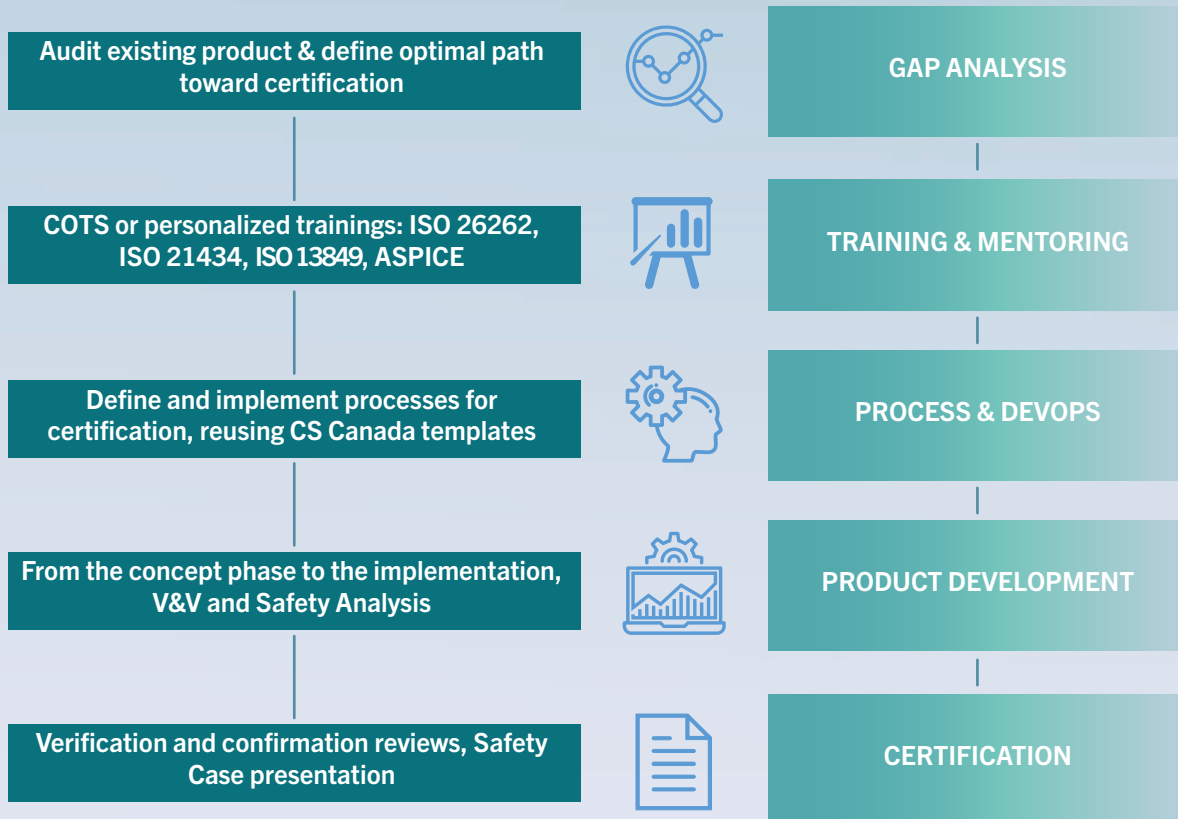 Audit existing product & define optimal path
toward certification
GAP ANALYSIS
COTS or personalized trainings: ISO 26262,
ISO 21434, ISO 13849, ASPICE
TRAINING & MENTORING
Define and implement processes for
certification, reusing CS Canada templates
PROCESS & DEVOPS
From the concept phase to the implementation,
V&V and Safety Analysis
PRODUCT DEVELOPMENT
Verification and confirmation reviews, Safety
Case presentation
CERTIFICATION